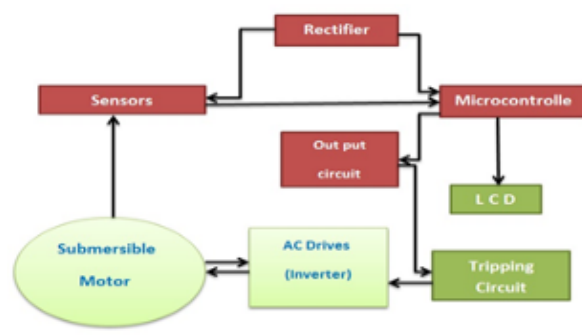 Rectifier
Sensors
Microcontrolle
Out put
circuit
L C D
Submersible
Motor
AC Drives
(Inverter)
Tripping
Circuit